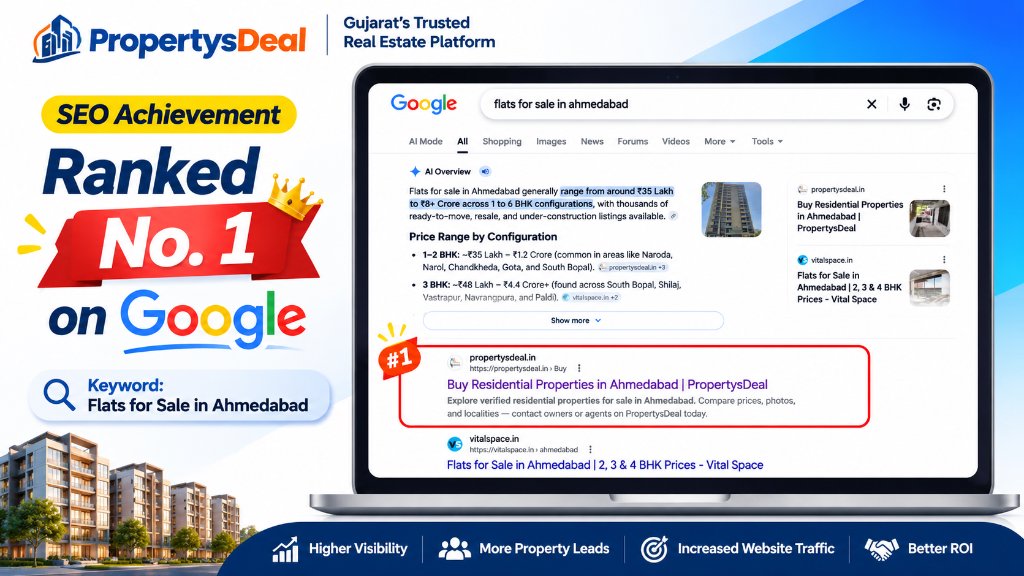 PropertysDeal
Gujarat's Trusted
Real Estate Platform
SEO Achievement
Ranked
No. 1
on Google
Keyword:
Flats for Sale in Ahmedabad
Google
flats for sale in ahmedabad
AI Mode All Shopping Images News Forums Videos More Tools
AI Overview
Flats for sale in Ahmedabad generally range from around ₹35 Lakh
to ₹8+ Crore across 1 to 6 BHK configurations, with thousands of
ready-to-move, resale, and under-construction listings available.
Price Range by Configuration
• 1–2 BHK: ~₹35 Lakh – ₹1.2 Crore (common in areas like Naroda,
Narol, Chandkheda, Gota, and South Bopal). propertysdeal.in +3
• 3 BHK: ~₹48 Lakh – ₹4.4 Crore+ (found across South Bopal, Shilaj,
Vastrapur, Navrangpura, and Paldi). vitalspace.in +2
Show more
propertysdeal.in
Buy Residential Properties
in Ahmedabad |
PropertysDeal
vitalspace.in
Flats for Sale in
Ahmedabad | 2, 3 & 4 BHK
Prices - Vital Space
#1
propertysdeal.in
https://propertysdeal.in › Buy
Buy Residential Properties in Ahmedabad | PropertysDeal
Explore verified residential properties for sale in Ahmedabad. Compare prices, photos,
and localities — contact owners or agents on PropertysDeal today.
VS
vitalspace.in
https://vitalspace.in › ahmedabad
Flats for Sale in Ahmedabad | 2, 3 & 4 BHK Prices - Vital Space
Higher Visibility
More Property Leads
Increased Website Traffic
Better ROI